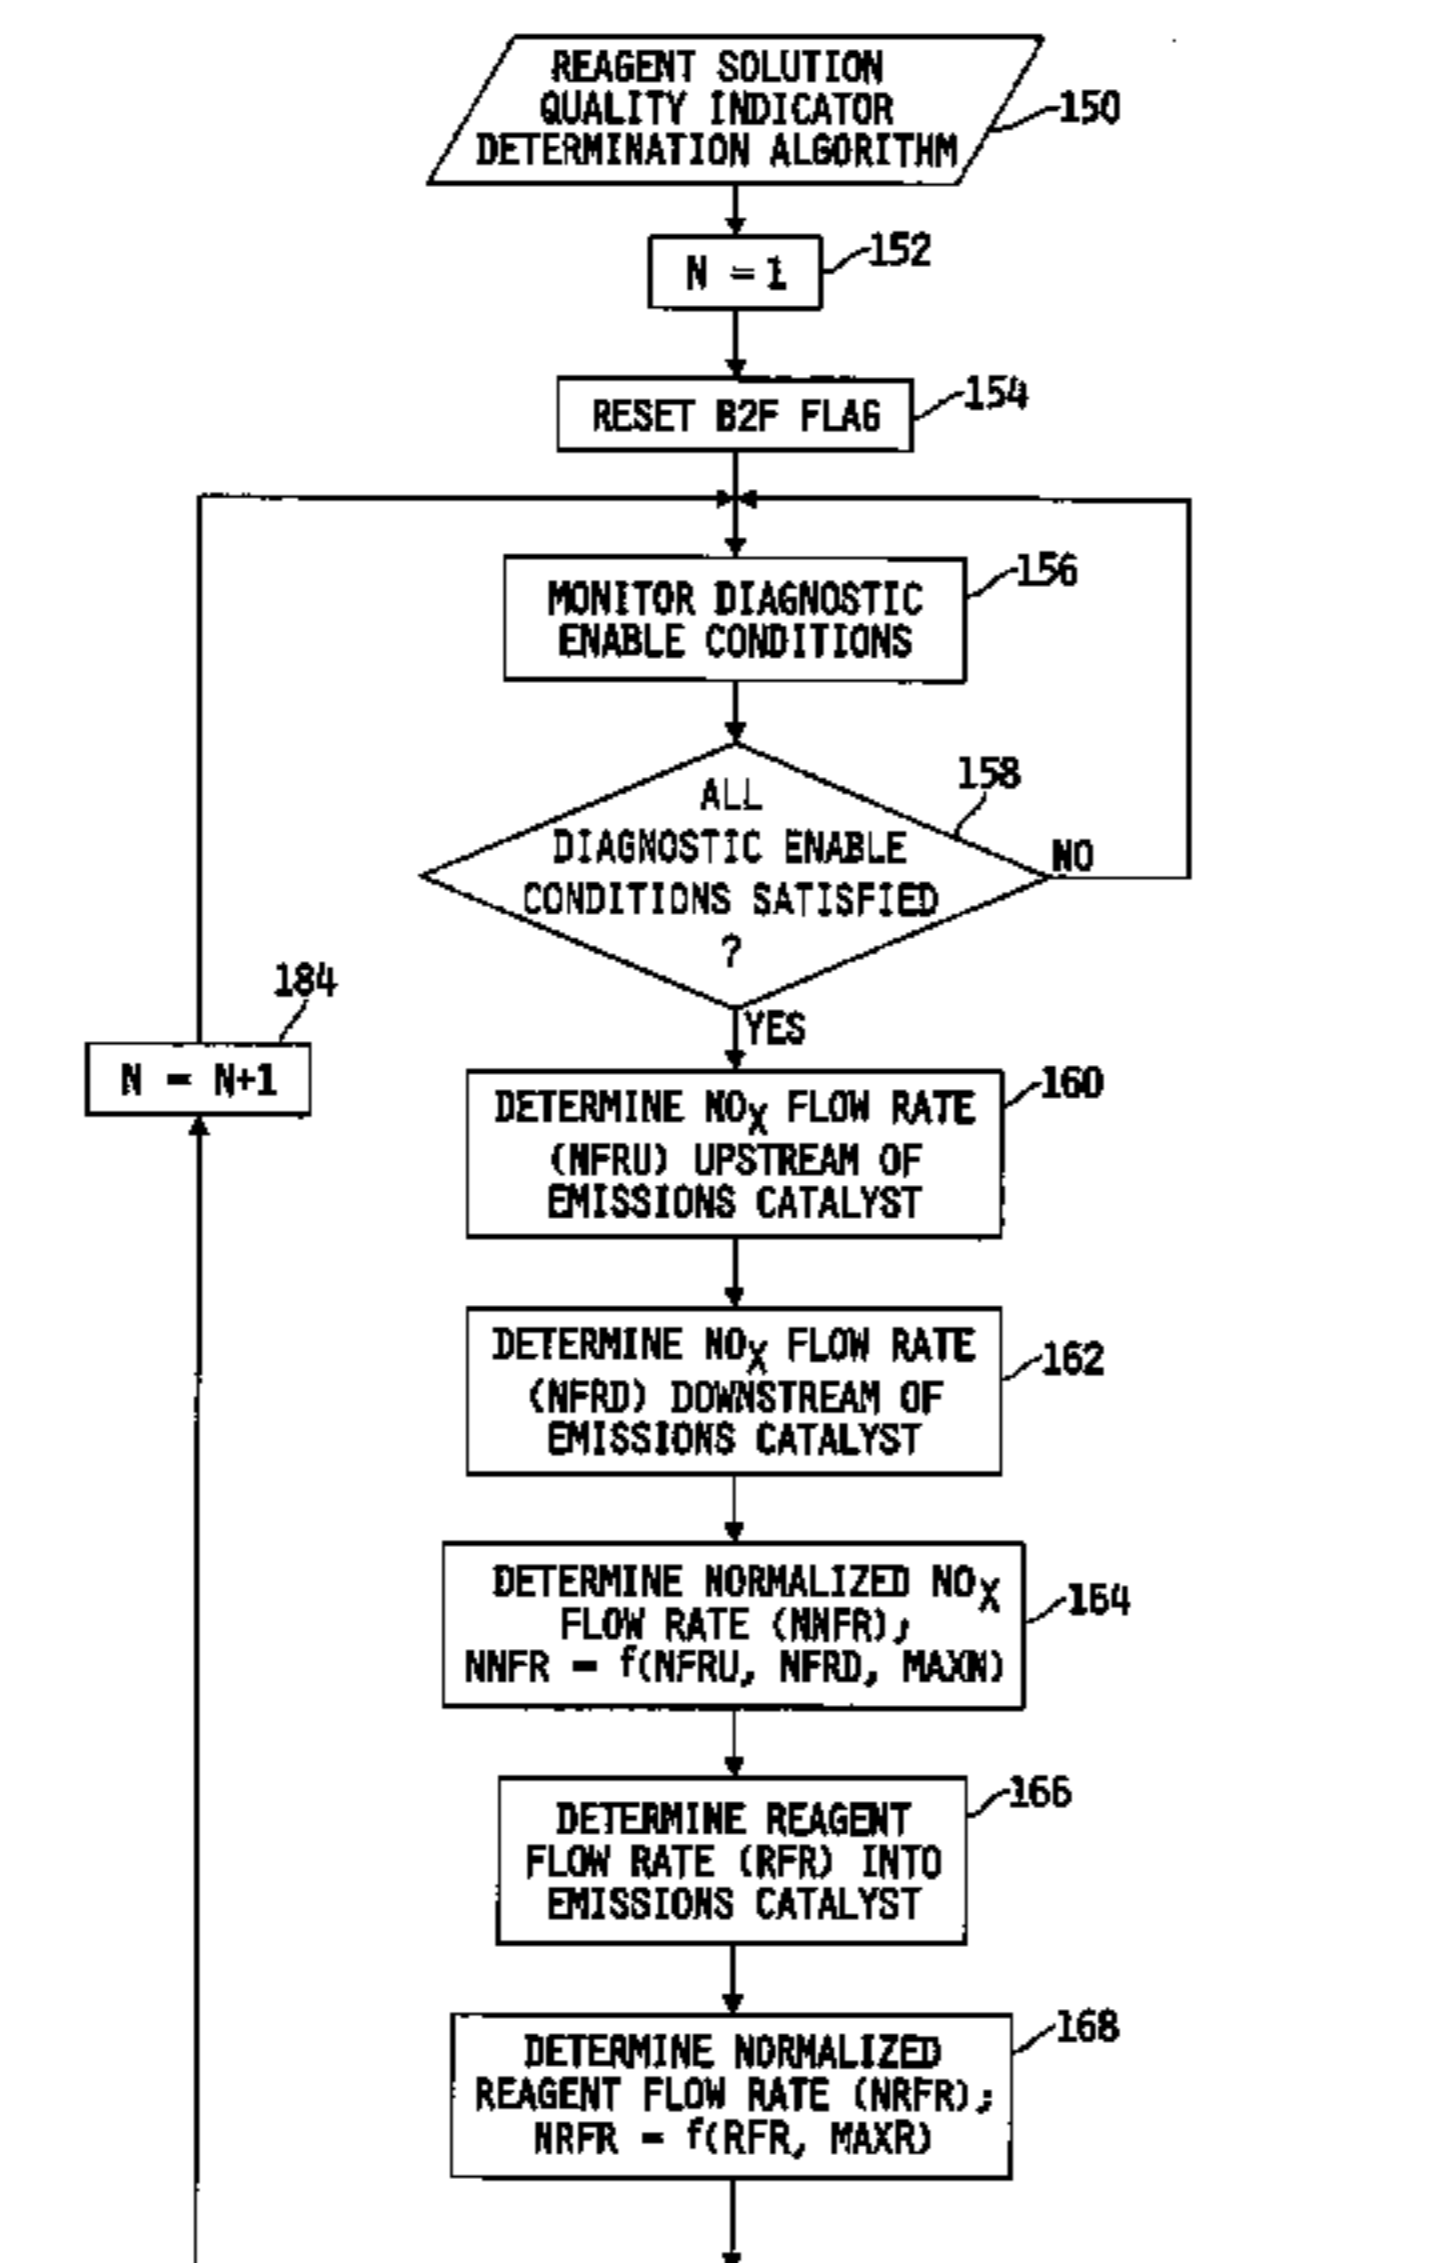 REAGENT SOLUTION
QUALITY INDICATOR
DETERMINATION ALGORITHM
150
N = 1
152
RESET B2F FLAG
154
MONITOR DIAGNOSTIC
ENABLE CONDITIONS
156
ALL
DIAGNOSTIC ENABLE
CONDITIONS SATISFIED
?
158
NO
YES
184
N = N+1
DETERMINE NOX FLOW RATE
(NFRU) UPSTREAM OF
EMISSIONS CATALYST
160
DETERMINE NOX FLOW RATE
(NFRD) DOWNSTREAM OF
EMISSIONS CATALYST
162
DETERMINE NORMALIZED NOX
FLOW RATE (NNFR);
NNFR = f(NFRU, NFRD, MAXN)
164
DETERMINE REAGENT
FLOW RATE (RFR) INTO
EMISSIONS CATALYST
166
DETERMINE NORMALIZED
REAGENT FLOW RATE (NRFR);
NRFR = f(RFR, MAXR)
168